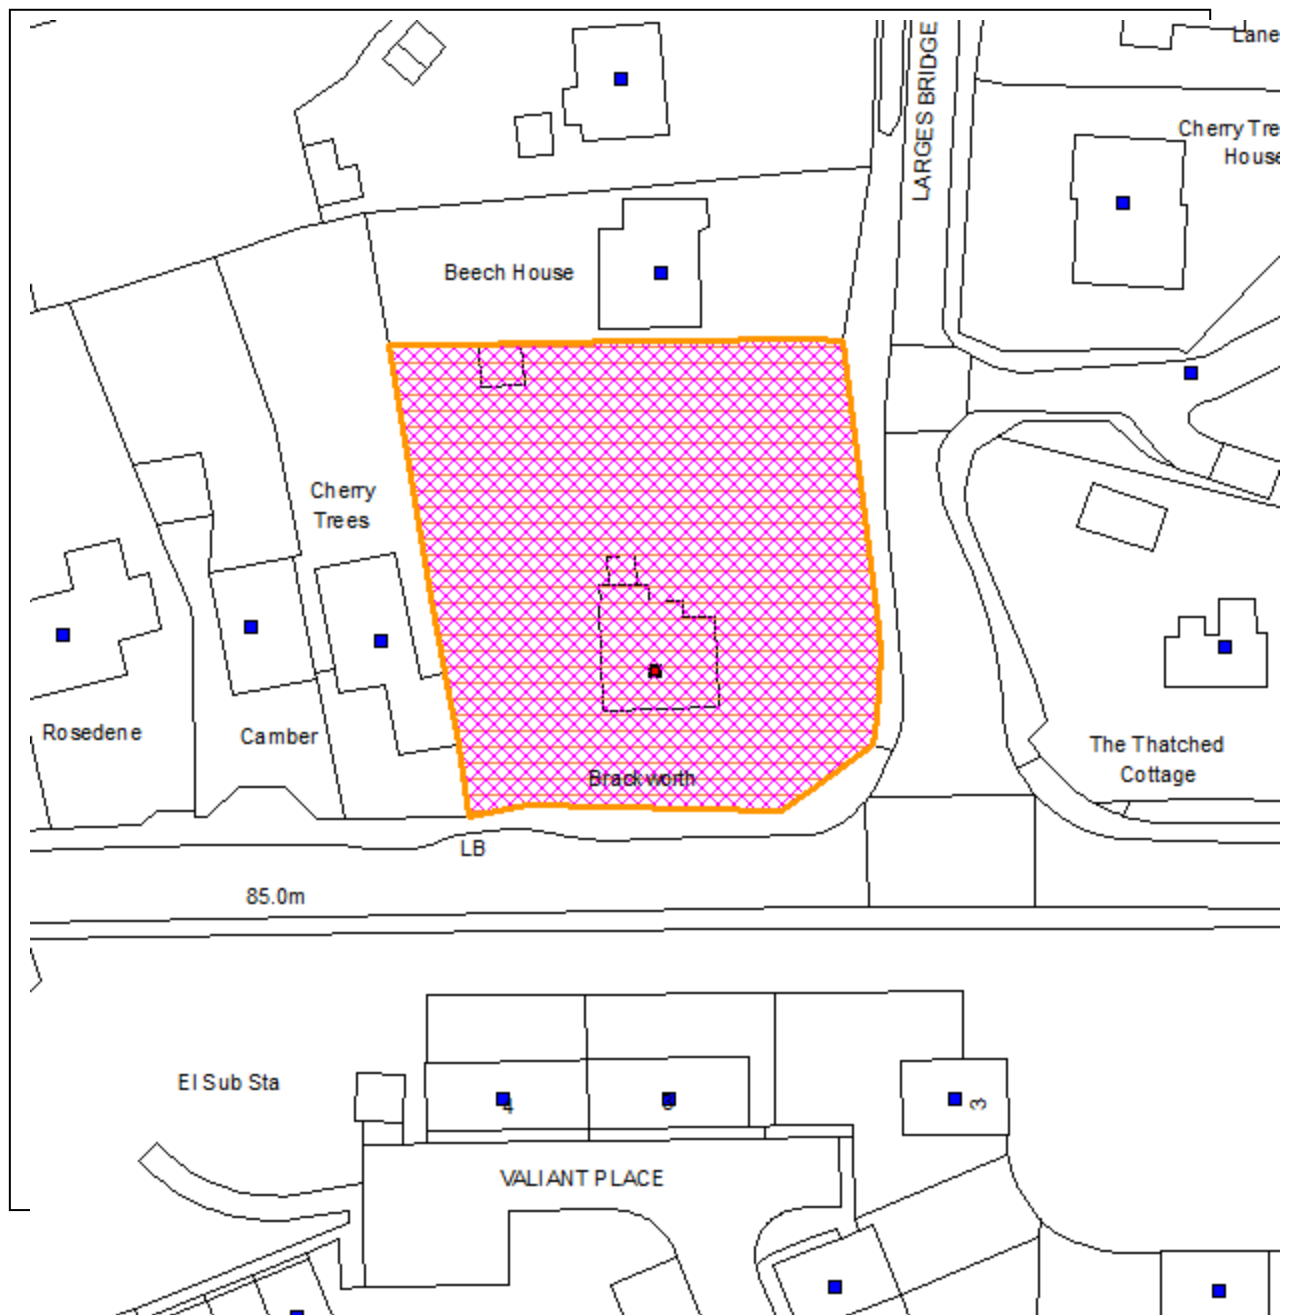 Lane
LARGES BRIDGE
Cherry Tre
House
Beech House
Cherry
Trees
Rosedene
Camber
Brackworth
The Thatched
Cottage
LB
85.0m
El Sub Sta
4
3
VALIANT PLACE